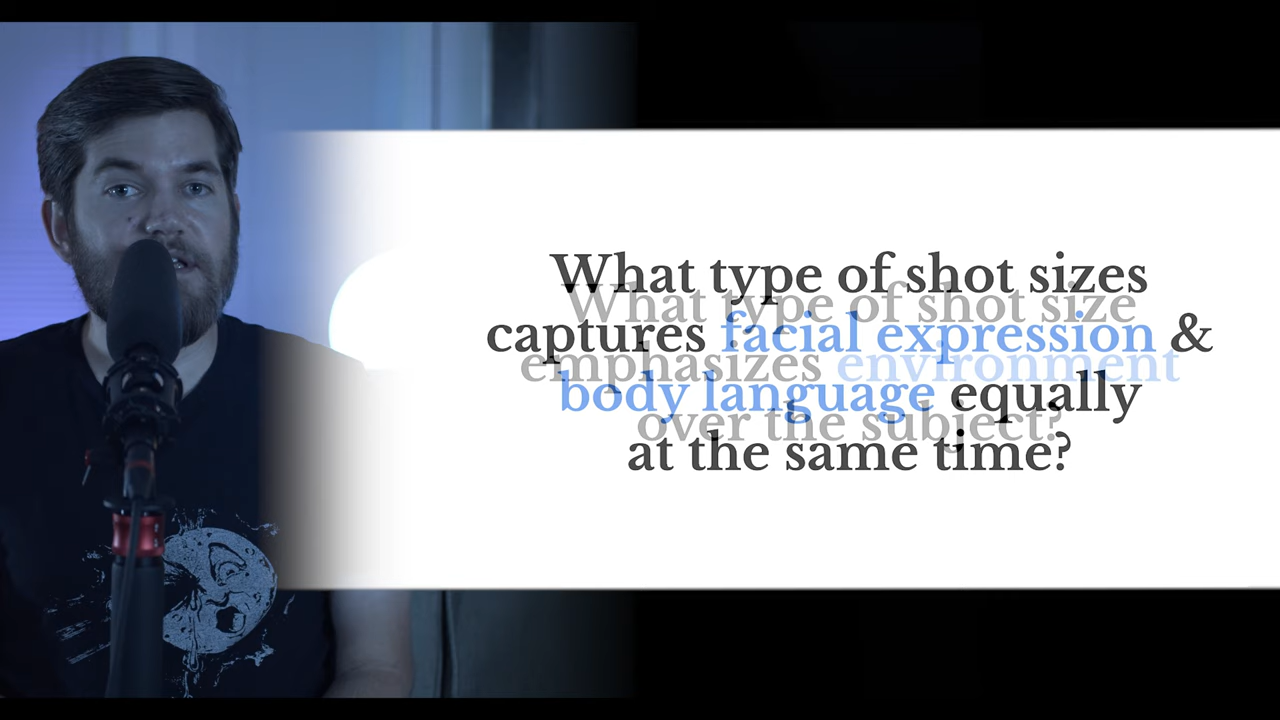 What type of shot sizes
captures facial expression &
body language equally
at the same time?
What type of shot size
emphasizes environment
over the subject?